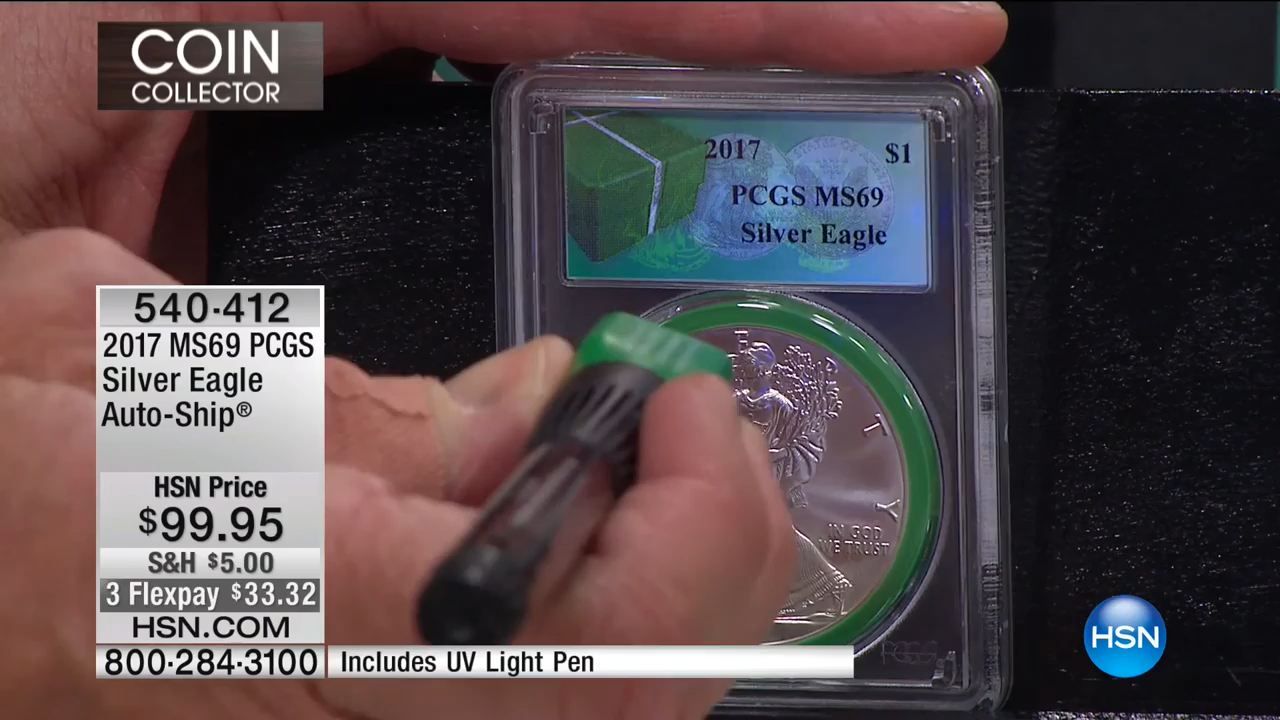 COIN
COLLECTOR
2017 $1
PCGS MS69
Silver Eagle
540-412
2017 MS69 PCGS
Silver Eagle
Auto-Ship®
HSN Price
$99.95
S&H $5.00
3 Flexpay $33.32
HSN.COM
800-284-3100
Includes UV Light Pen
E
T
Y
IN GOD
WE TRUST
PCGS
HSN